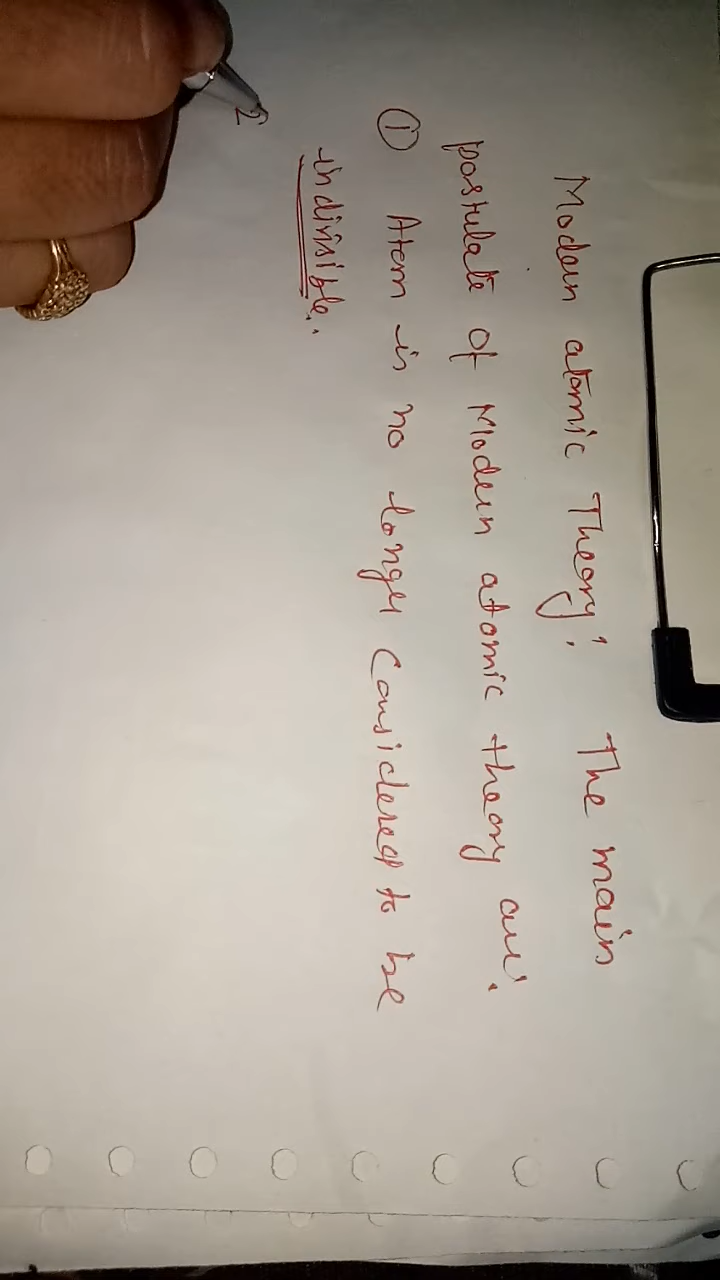 Modern atomic Theory: The main
postulate of Modern atomic theory are:
① Atom is no longer considered to be
indivisible.
2